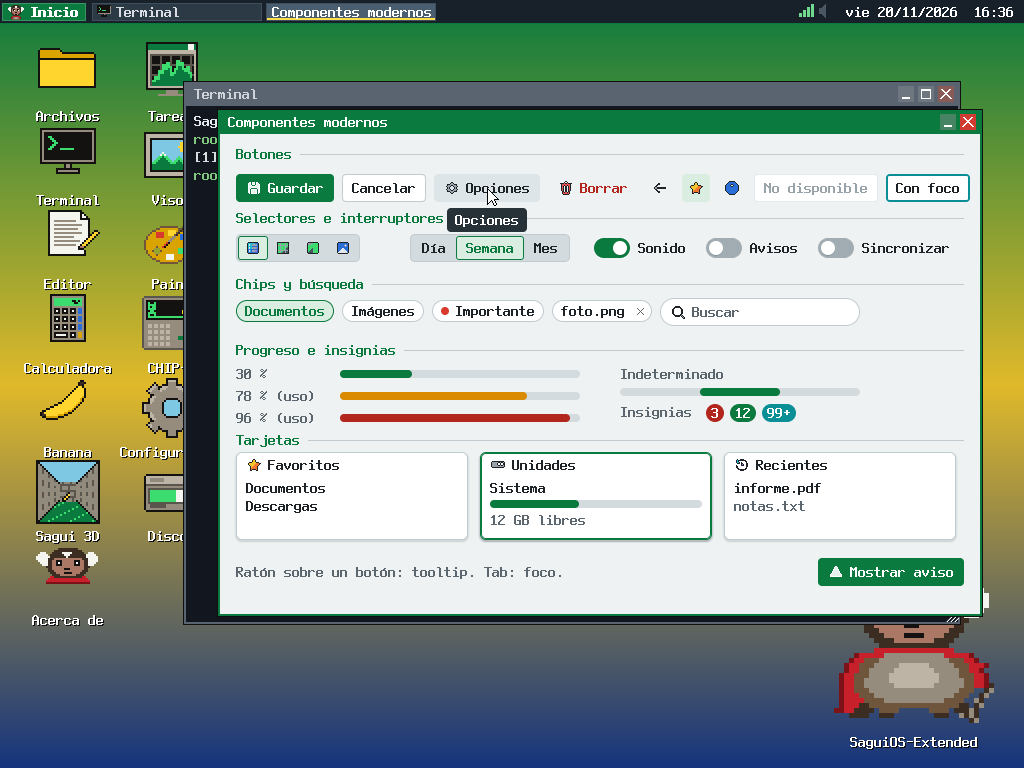 Inicio
Terminal
Componentes modernos
vie 20/11/2026 16:36
Archivos
Terminal
Editor
Calculadora
Banana
Discо
Sagui 3D
Acerca de
Terminal
[1]
Componentes modernos
Botones
Guardar
Cancelar
Opciones
Borrar
No disponible
Con foco
Opciones
Selectores e interruptores
Día
Semana
Mes
Sonido
Avisos
Sincronizar
Chips y búsqueda
Documentos
Imágenes
Importante
foto.png
Buscar
Progreso e insignias
30 %
78 % (uso)
96 % (uso)
Indeterminado
Insignias 3 12 99+
Tarjetas
Favoritos
Documentos
Descargas
Unidades
Sistema
12 GB libres
Recientes
informe.pdf
notas.txt
Ratón sobre un botón: tooltip. Tab: foco.
Mostrar aviso
SaguiOS-Extended